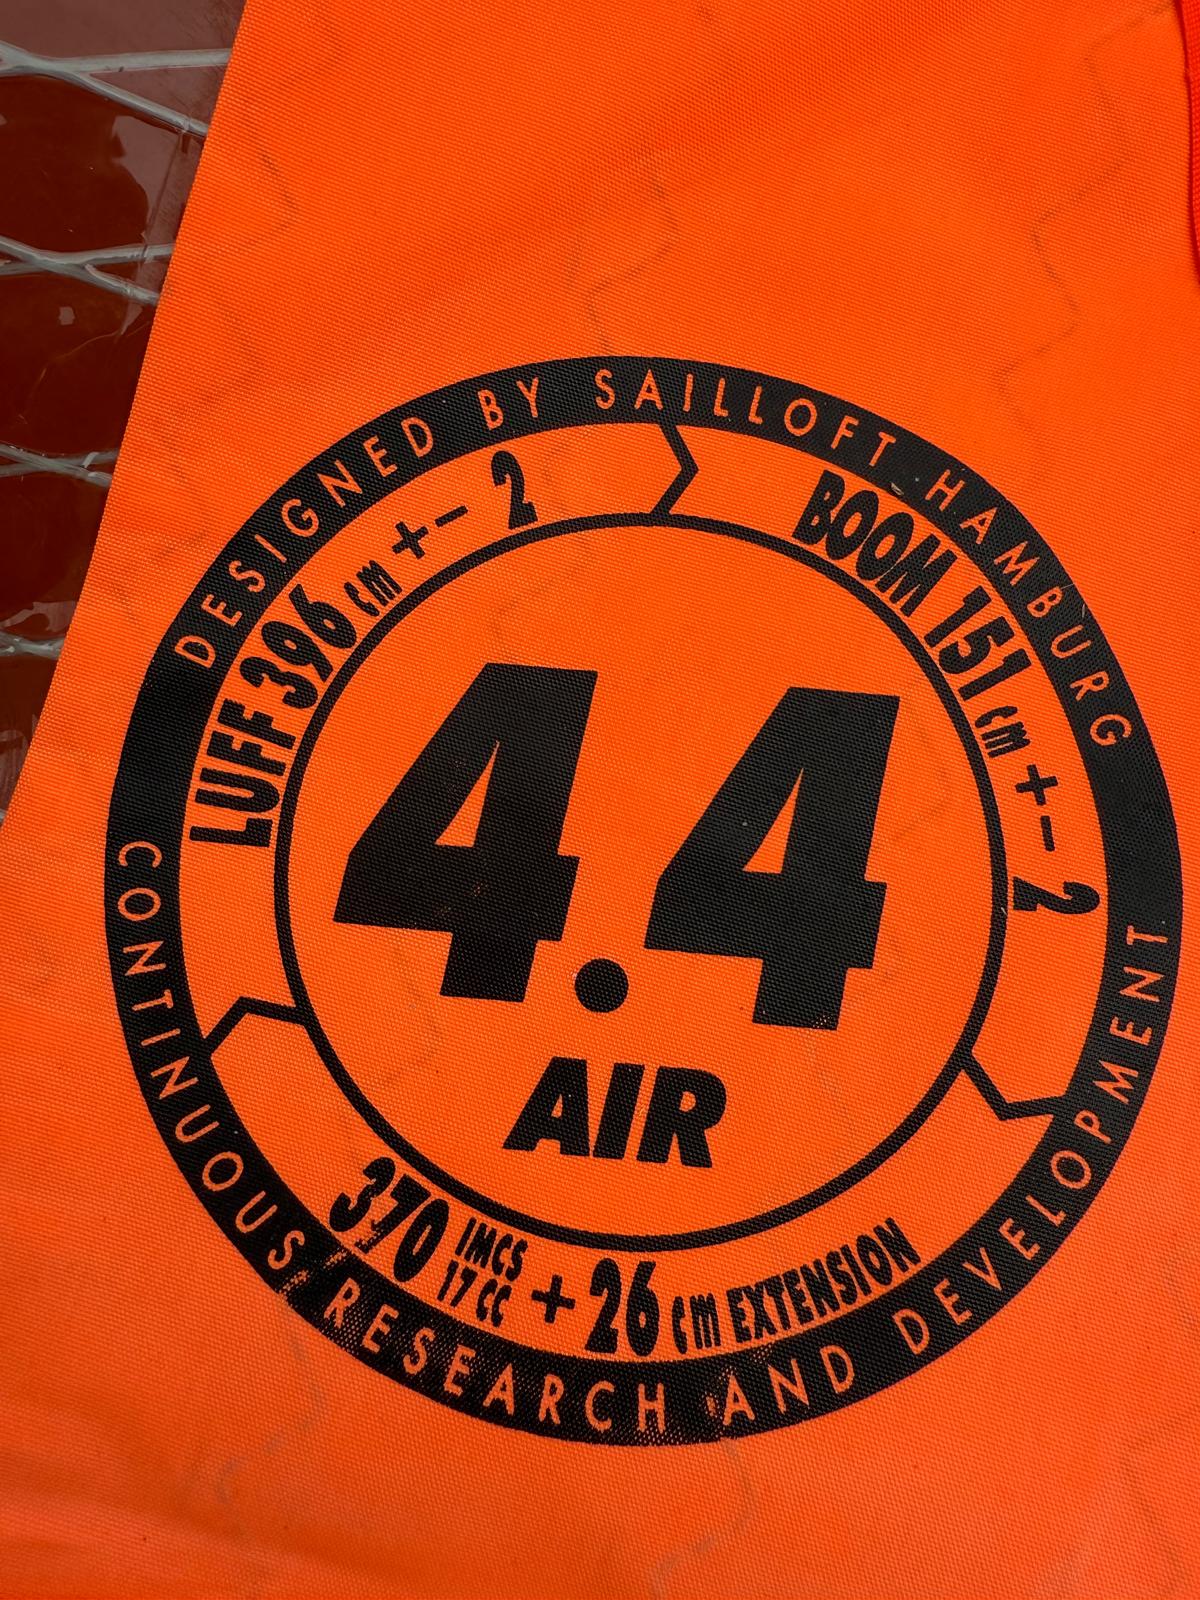 DESIGNED BY SAILLOFT HAMBURG
LUFF 396 cm +- 2
BOOM 151 cm +- 2
4.4
AIR
370 IMCS 17 CC + 26 cm EXTENSION
CONTINUOUS RESEARCH AND DEVELOPMENT